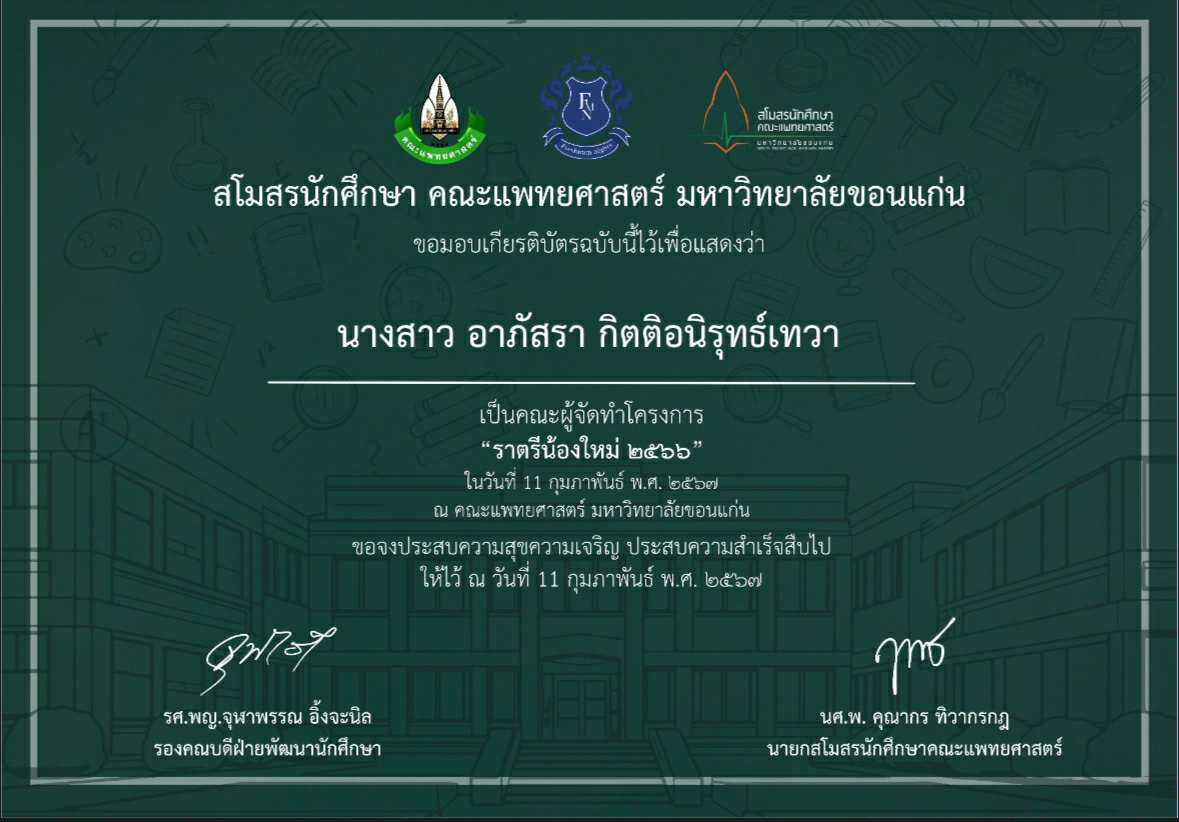 คณะแพทยศาสตร์
FUN
สโมสรนักศึกษา
คณะแพทยศาสตร์
มหาวิทยาลัยขอนแก่น
สโมสรนักศึกษา คณะแพทยศาสตร์ มหาวิทยาลัยขอนแก่น
ขอมอบเกียรติบัตรฉบับนี้ไว้เพื่อแสดงว่า
นางสาว อาภัสรา กิตติอนิรุทธ์เทวา
เป็นคณะผู้จัดทำโครงการ
“ราตรีน้องใหม่ ๒๕๖๖”
ในวันที่ 11 กุมภาพันธ์ พ.ศ. ๒๕๖๗
ณ คณะแพทยศาสตร์ มหาวิทยาลัยขอนแก่น
ขอจงประสบความสุขความเจริญ ประสบความสำเร็จสืบไป
ให้ไว้ ณ วันที่ 11 กุมภาพันธ์ พ.ศ. ๒๕๖๗
รศ.พญ.จุฬาพรรณ อิ้งจะนิล
รองคณบดีฝ่ายพัฒนานักศึกษา
นศ.พ. คุณากร ทิวากรกฎ
นายกสโมสรนักศึกษาคณะแพทยศาสตร์